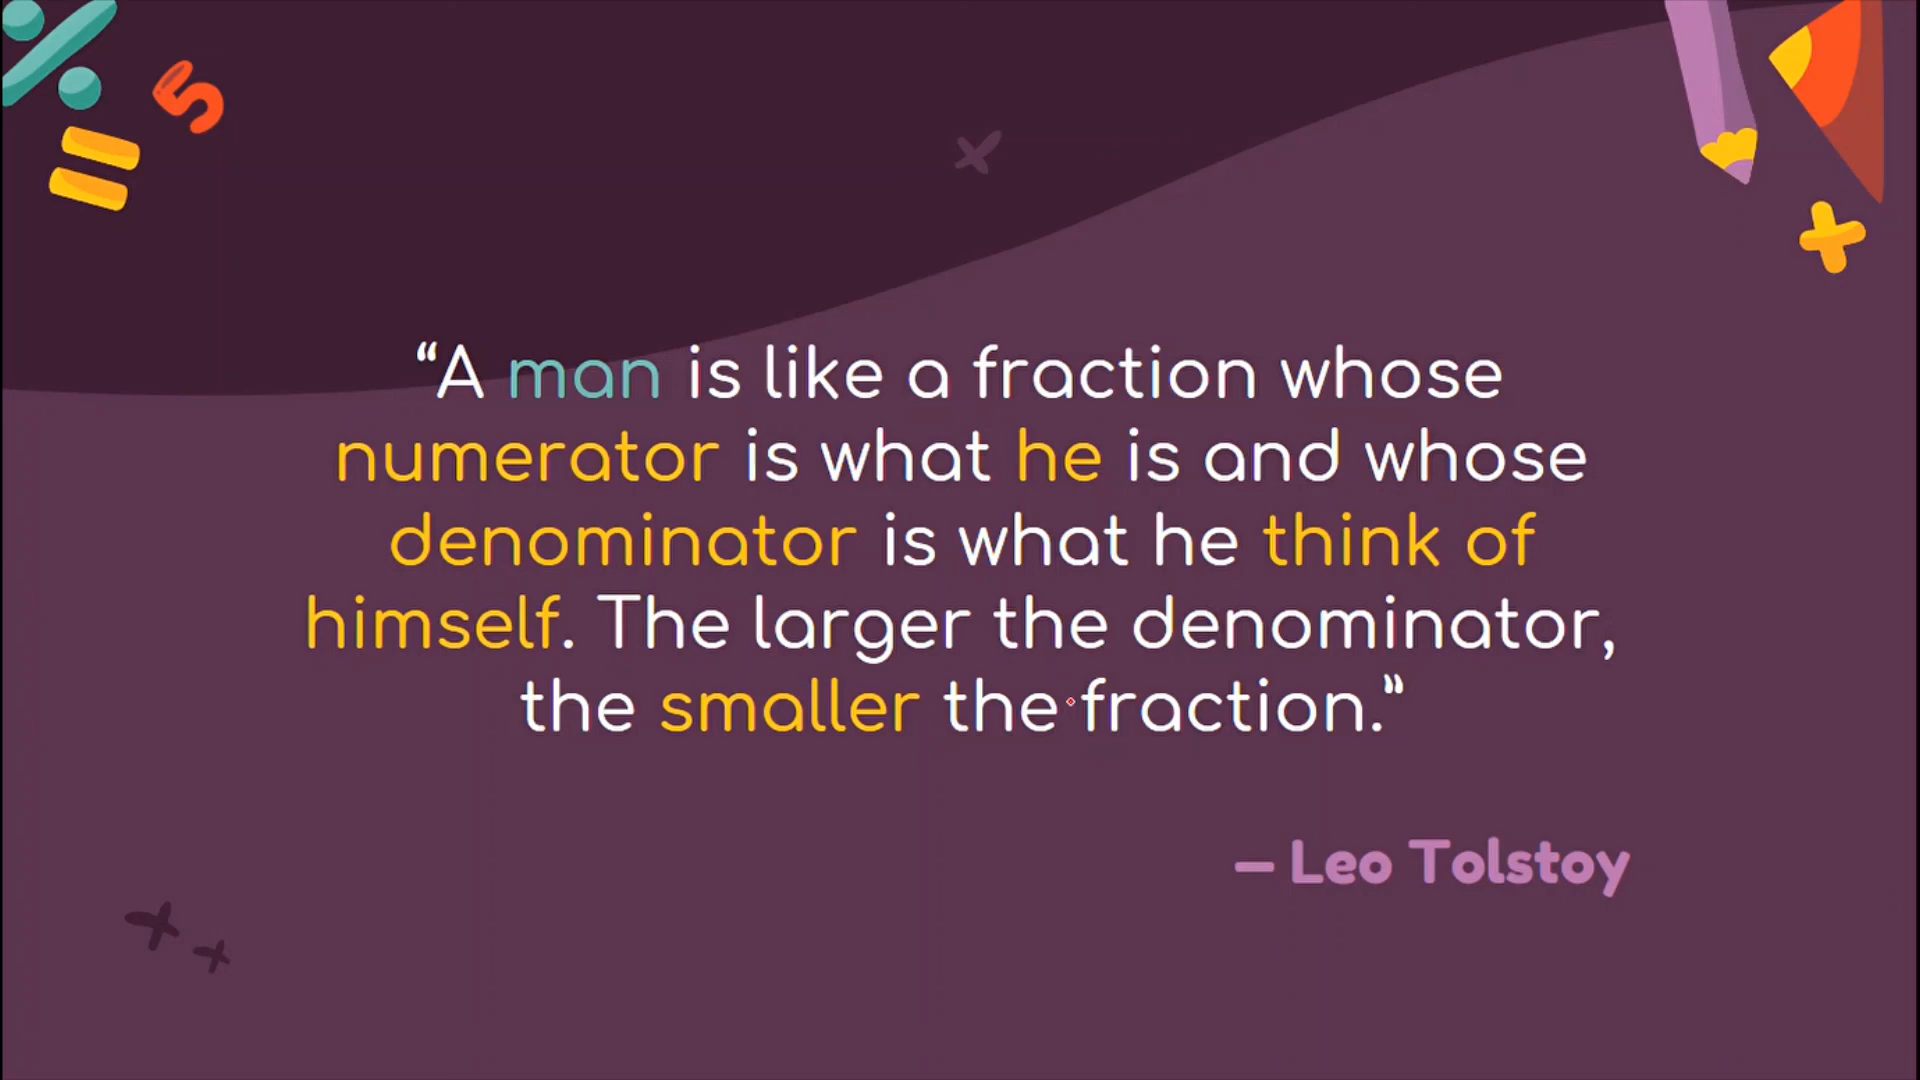 5
“A man is like a fraction whose
numerator is what he is and whose
denominator is what he think of
himself. The larger the denominator,
the smaller the fraction.”
– Leo Tolstoy